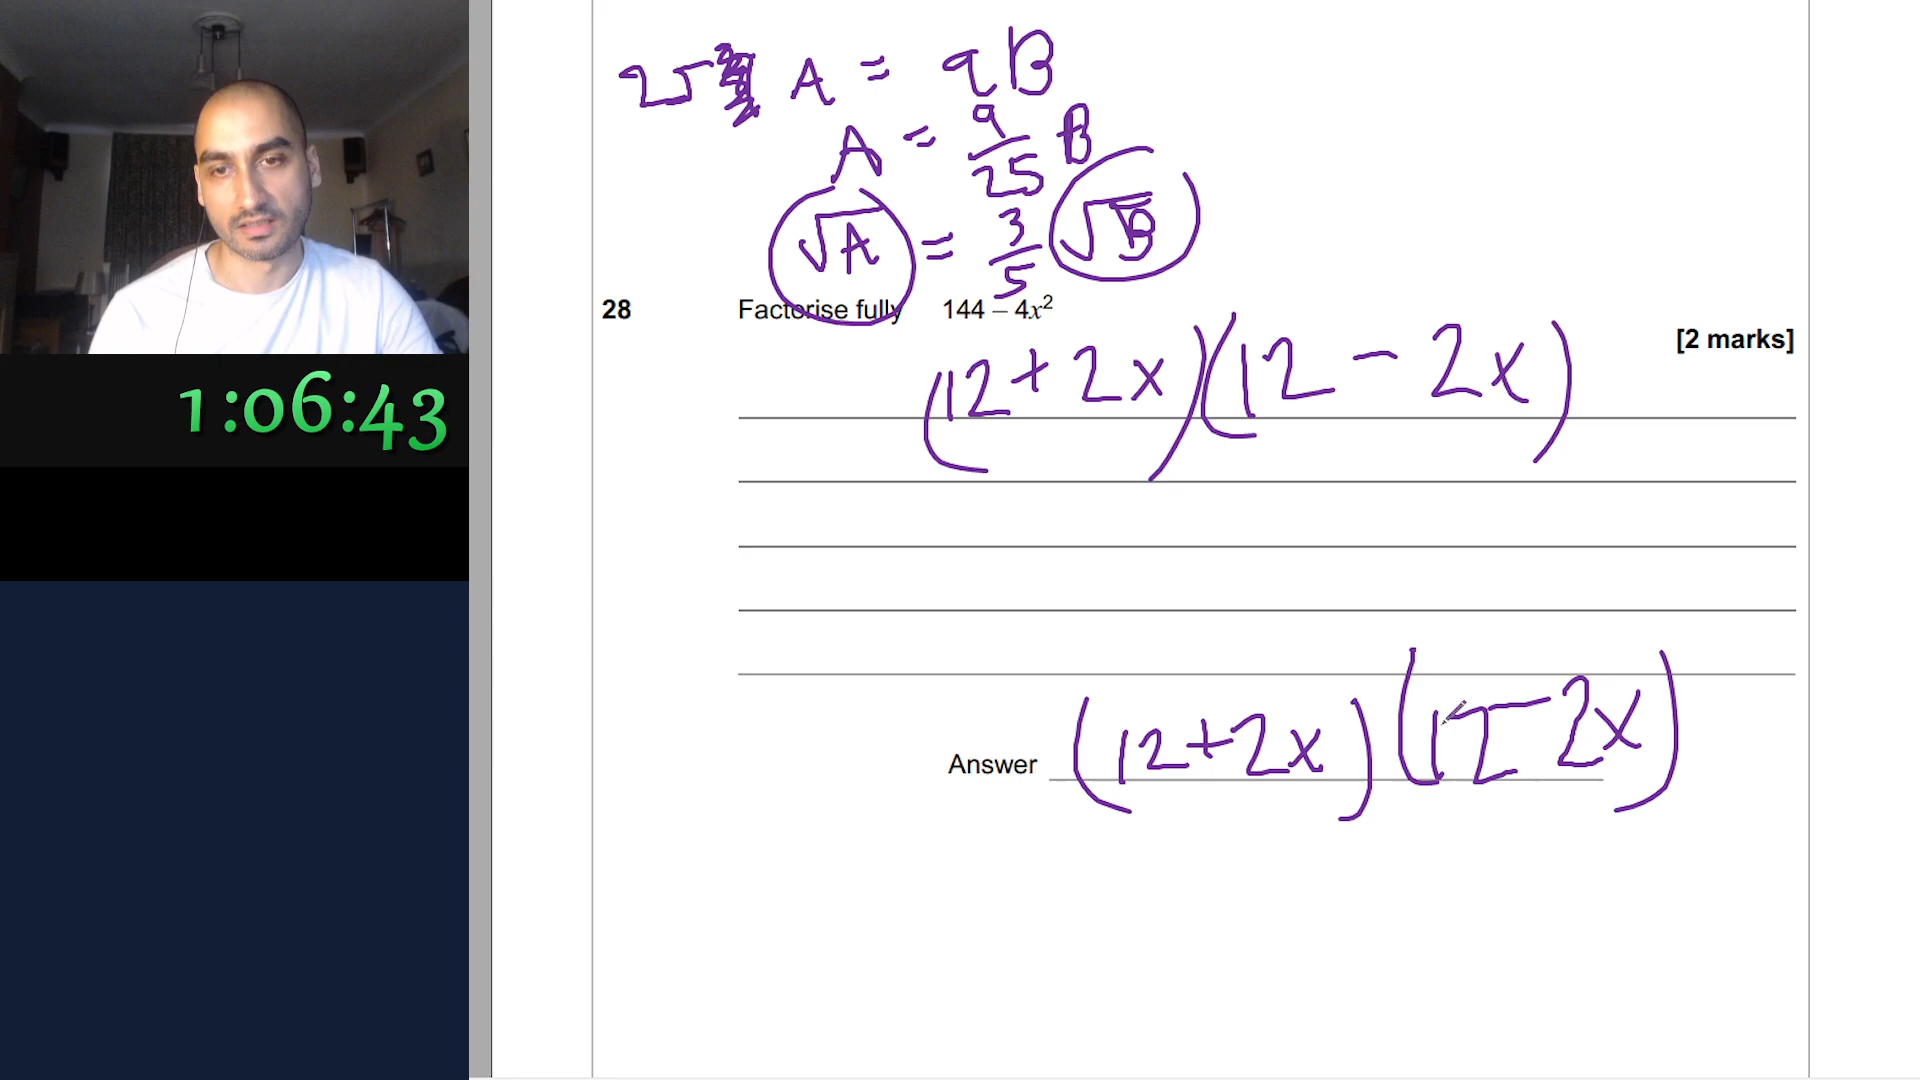 25 A = 9B
A = 9/25 B
√A = 3/5 √B
28 Factorise fully 144 – 4x²
[2 marks]
(12 + 2x)(12 – 2x)
1:06:43
Answer (12+2x)(12–2x)